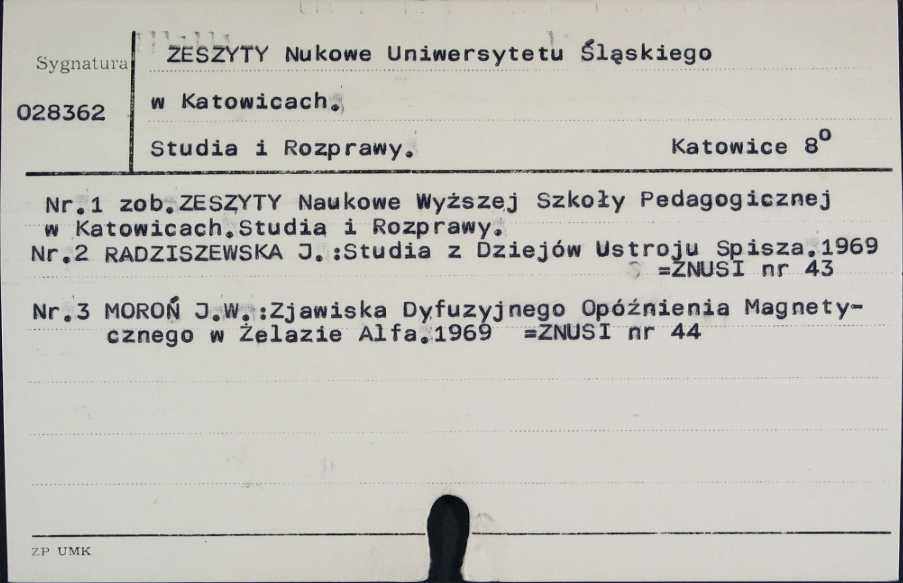 Sygnatura
028362
ZESZYTY Nukowe Uniwersytetu Śląskiego
w Katowicach.
Studia i Rozprawy. Katowice 8º
Nr.1 zob.ZESZYTY Naukowe Wyższej Szkoły Pedagogicznej
w Katowicach.Studia i Rozprawy.
Nr.2 RADZISZEWSKA J.:Studia z Dziejów Ustroju Spisza.1969
=ZNUSI nr 43
Nr.3 MOROŃ J.W.:Zjawiska Dyfuzyjnego Opóźnienia Magnety-
cznego w Żelazie Alfa.1969 =ZNUSI nr 44
ZP UMK